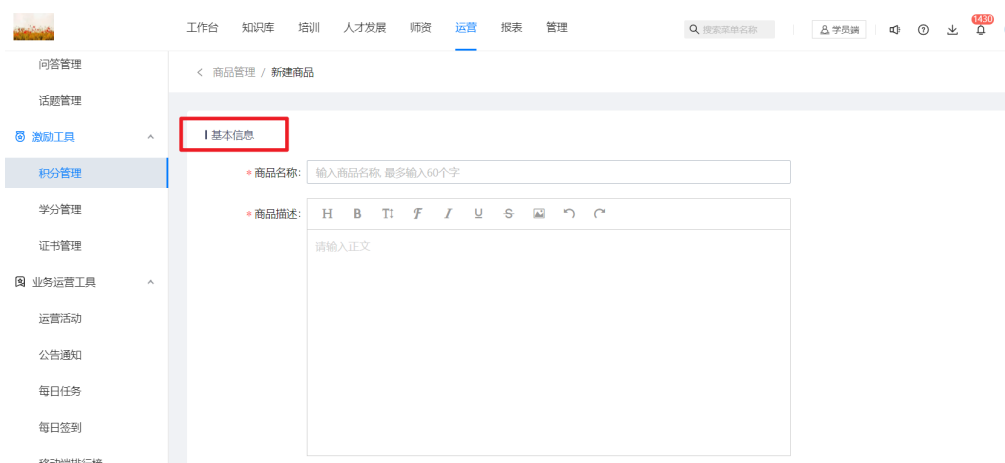 工作台 知识库 培训 人才发展 师资 运营 报表 管理 搜索菜单名称 学员端 1430
问答管理
话题管理
激励工具
积分管理
学分管理
证书管理
业务运营工具
运营活动
公告通知
每日任务
每日签到
移动端排行榜
< 商品管理 / 新建商品
基本信息
* 商品名称: 输入商品名称, 最多输入60个字
* 商品描述: H B T↕ F I U S
请输入正文